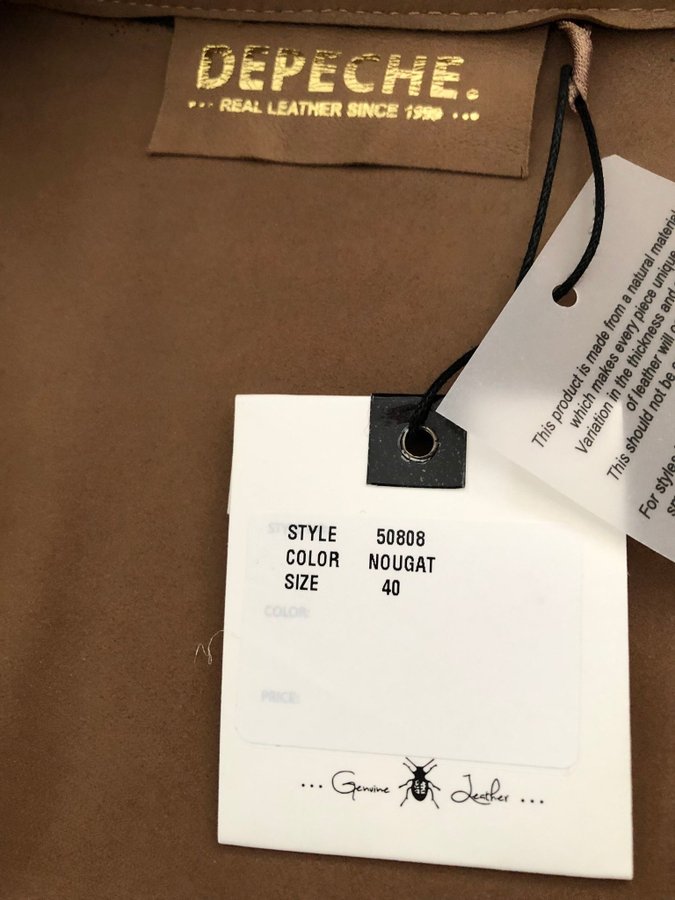 DEPECHE.
••• REAL LEATHER SINCE 1999 •••
This product is made from a natural material
which makes every piece unique.
Variation in the thickness and
of leather will
This should not be
For styles
STYLE 50808
COLOR NOUGAT
SIZE 40
COLOR:
PRICE:
... Genuine Leather ...